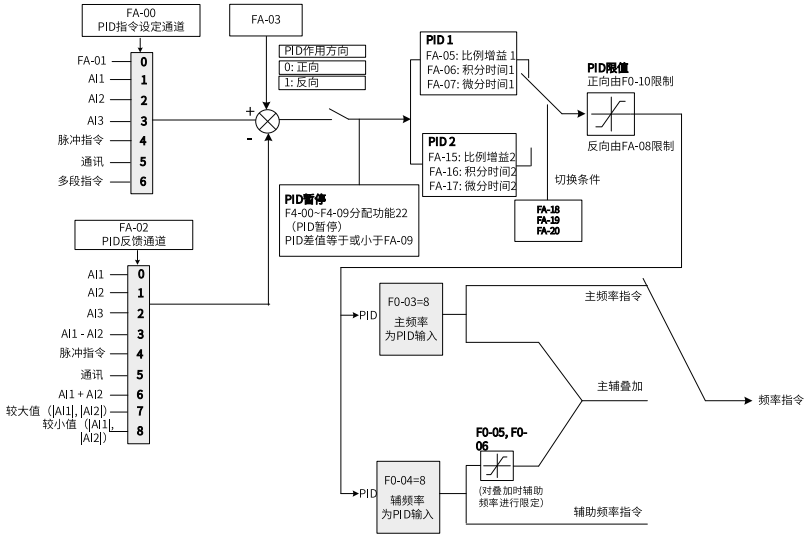 FA-00
PID指令设定通道
FA-01
0
AI1
1
AI2
2
AI3
3
脉冲指令
4
通讯
5
多段指令
6
FA-03
PID作用方向
0: 正向
1: 反向
+
-
PID 1
FA-05: 比例增益 1
FA-06: 积分时间1
FA-07: 微分时间1
PID 2
FA-15: 比例增益2
FA-16: 积分时间2
FA-17: 微分时间2
PID限值
正向由F0-10限制
反向由FA-08限制
切换条件
FA-18
FA-19
FA-20
PID暂停
F4-00~F4-09分配功能22
（PID暂停）
PID差值等于或小于FA-09
FA-02
PID反馈通道
AI1
0
AI2
1
AI3
2
AI1 - AI2
3
脉冲指令
4
通讯
5
AI1 + AI2
6
较大值（|AI1|, |AI2|）
7
较小值（|AI1|,
|AI2|）
8
PID
F0-03=8
主频率
为PID输入
主频率指令
主辅叠加
频率指令
F0-05, F0-
06
(对叠加时辅助
频率进行限定）
PID
F0-04=8
辅频率
为PID输入
辅助频率指令